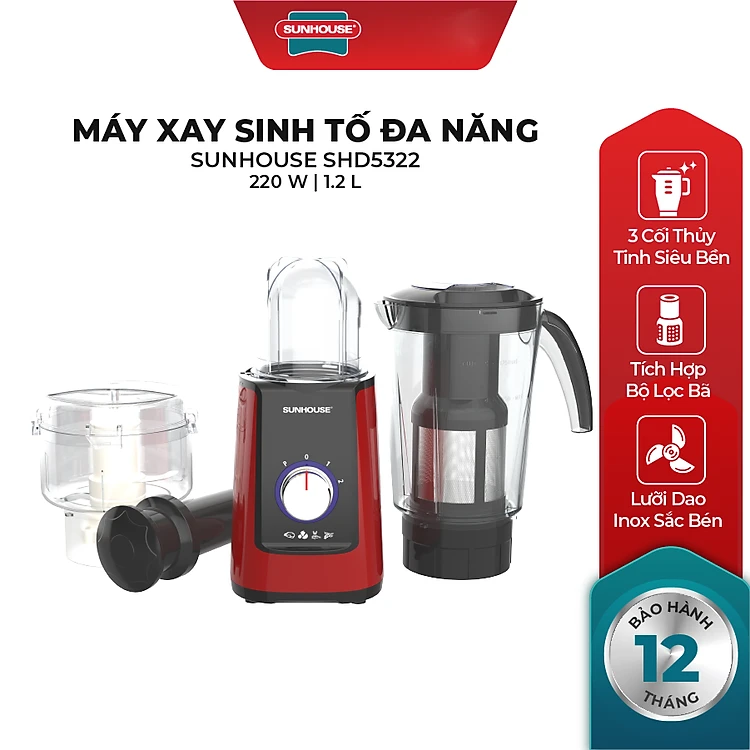 SUNHOUSE®
MÁY XAY SINH TỐ ĐA NĂNG
SUNHOUSE SHD5322
220 W | 1.2 L
3 Cối Thủy
Tinh Siêu Bền
Tích Hợp
Bộ Lọc Bã
Lưỡi Dao
Inox Sắc Bén
SUNHOUSE®
P 0 1 2
BẢO HÀNH
12
THÁNG